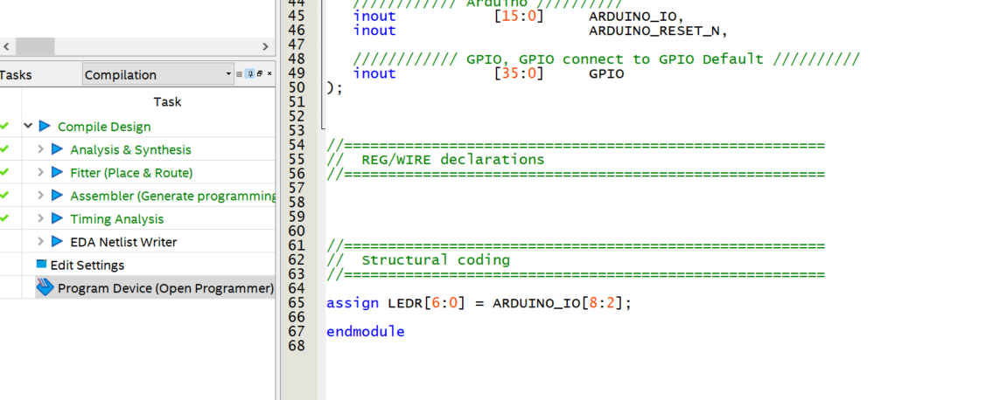 Tasks
Compilation
Task
Compile Design
Analysis & Synthesis
Fitter (Place & Route)
Assembler (Generate programming
Timing Analysis
EDA Netlist Writer
Edit Settings
Program Device (Open Programmer)
44 //////////// Arduino //////////
45 inout [15:0] ARDUINO_IO,
46 inout ARDUINO_RESET_N,
47
48 //////////// GPIO, GPIO connect to GPIO Default //////////
49 inout [35:0] GPIO
50 );
51
52
53
54 //=======================================================
55 // REG/WIRE declarations
56 //=======================================================
57
58
59
60
61 //=======================================================
62 // Structural coding
63 //=======================================================
64
65 assign LEDR[6:0] = ARDUINO_IO[8:2];
66
67 endmodule
68